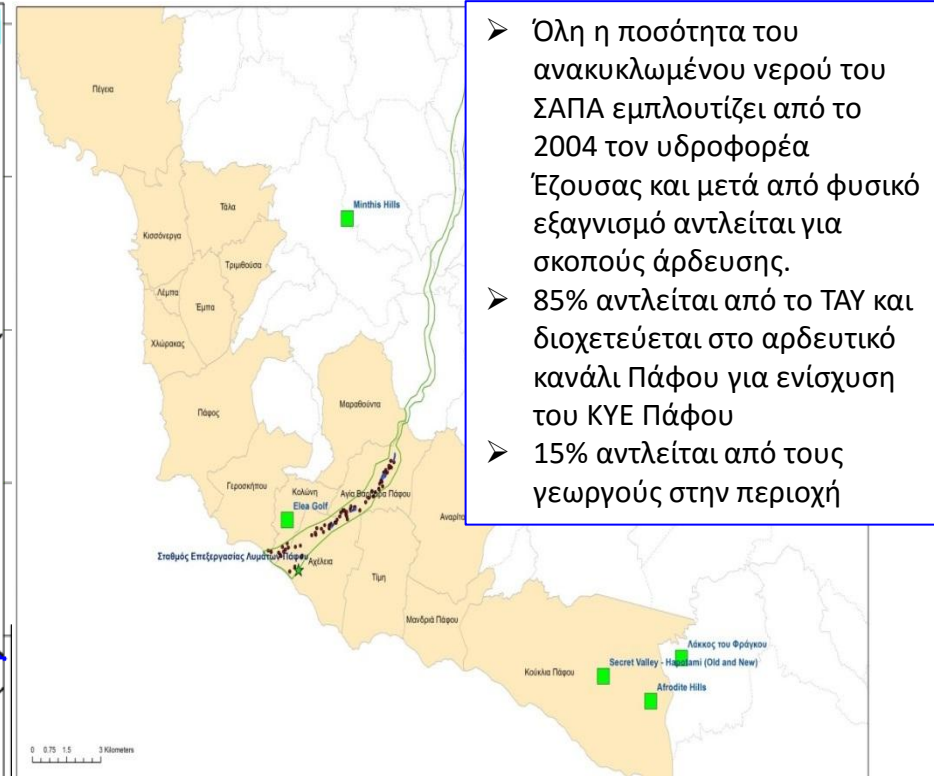 ➢ Όλη η ποσότητα του
ανακυκλωμένου νερού του
ΣΑΠΑ εμπλουτίζει από το
2004 τον υδροφορέα
Έζουσας και μετά από φυσικό
εξαγνισμό αντλείται για
σκοπούς άρδευσης.
➢ 85% αντλείται από το ΤΑΥ και
διοχετεύεται στο αρδευτικό
κανάλι Πάφου για ενίσχυση
του ΚΥΕ Πάφου
➢ 15% αντλείται από τους
γεωργούς στην περιοχή
Πέγεια
Τάλα
Minthis Hills
Κισσόνεργα
Τριμιθούσα
Λέμπα
Έμπα
Χλώρακας
Μαραθούντα
Πάφος
Γεροσκήπου
Κολώνη
Αγία Βαρβάρα Πάφου
Elea Golf
Σταθμός Επεξεργασίας Λυμάτων Πάφου
Αχέλεια
Τίμη
Μανδριά Πάφου
Λάκκος του Φράγκου
Secret Valley - Hapotami (Old and New)
Κούκλια Πάφου
Afrodite Hills
0 0.75 1.5 3 Kilometers